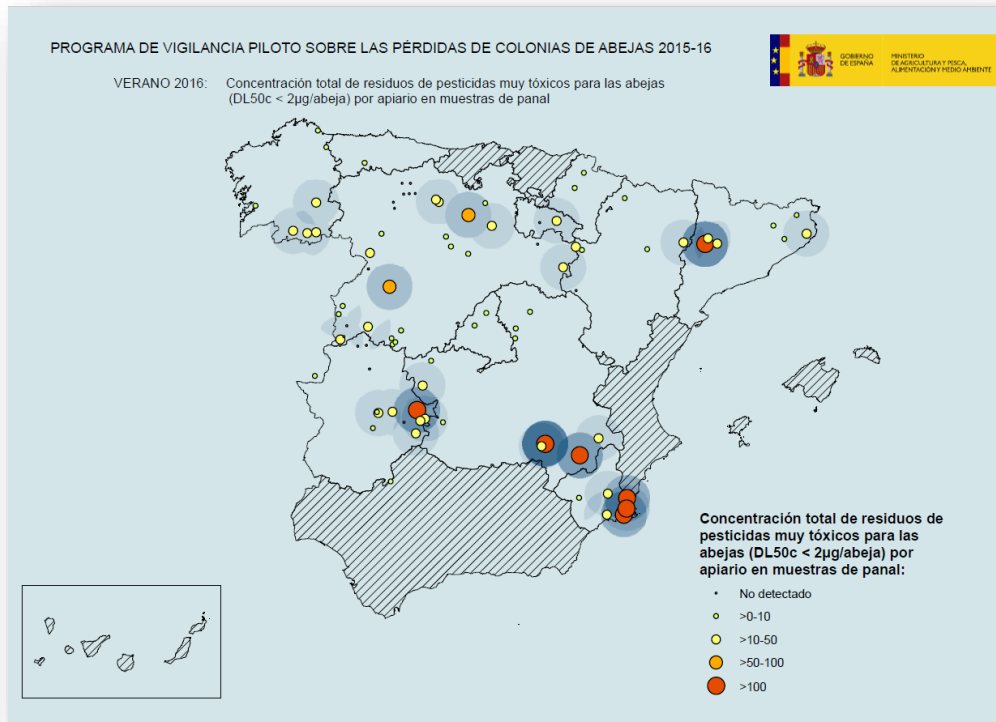 PROGRAMA DE VIGILANCIA PILOTO SOBRE LAS PÉRDIDAS DE COLONIAS DE ABEJAS 2015-16
GOBIERNO
DE ESPAÑA
MINISTERIO
DE AGRICULTURA Y PESCA,
ALIMENTACIÓN Y MEDIO AMBIENTE
VERANO 2016: Concentración total de residuos de pesticidas muy tóxicos para las abejas
(DL50c < 2µg/abeja) por apiario en muestras de panal
Concentración total de residuos de
pesticidas muy tóxicos para las
abejas (DL50c < 2µg/abeja) por
apiario en muestras de panal:
No detectado
>0-10
>10-50
>50-100
>100